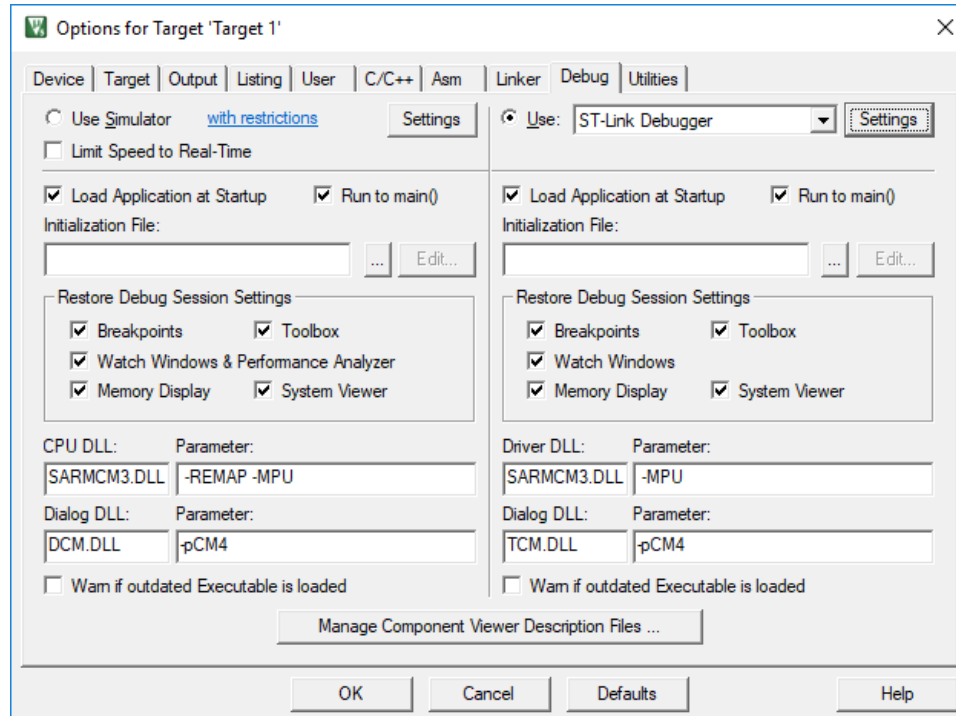 Options for Target 'Target 1'
Device Target Output Listing User C/C++ Asm Linker Debug Utilities
Use Simulator with restrictions Settings
Limit Speed to Real-Time
Use: ST-Link Debugger Settings
Load Application at Startup Run to main()
Initialization File:
... Edit...
Restore Debug Session Settings
Breakpoints Toolbox
Watch Windows & Performance Analyzer
Memory Display System Viewer
CPU DLL: Parameter:
SARMCM3.DLL -REMAP -MPU
Dialog DLL: Parameter:
DCM.DLL -pCM4
Warn if outdated Executable is loaded
Load Application at Startup Run to main()
Initialization File:
... Edit...
Restore Debug Session Settings
Breakpoints Toolbox
Watch Windows
Memory Display System Viewer
Driver DLL: Parameter:
SARMCM3.DLL -MPU
Dialog DLL: Parameter:
TCM.DLL -pCM4
Warn if outdated Executable is loaded
Manage Component Viewer Description Files ...
OK Cancel Defaults Help